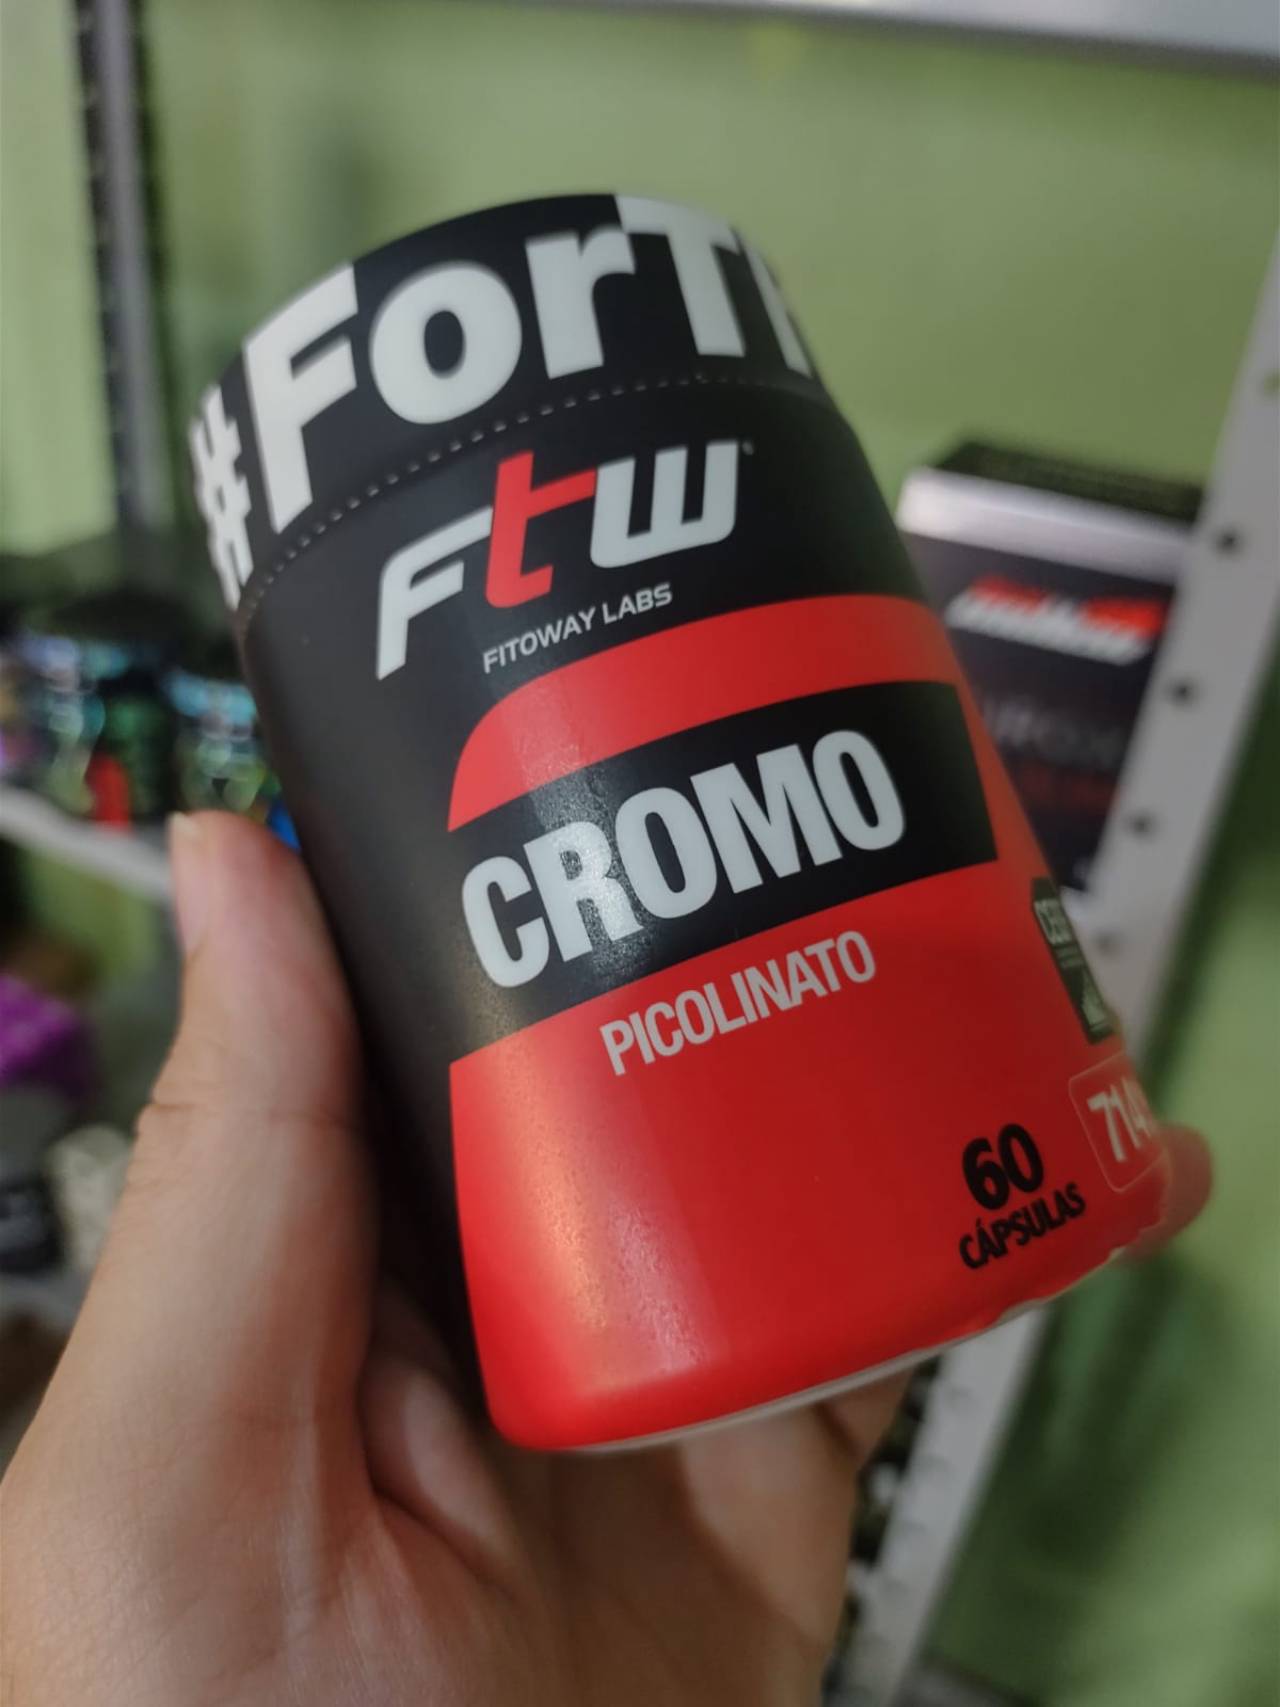 #ForT
FTW
FITOWAY LABS
CROMO
PICOLINATO
60
CÁPSULAS